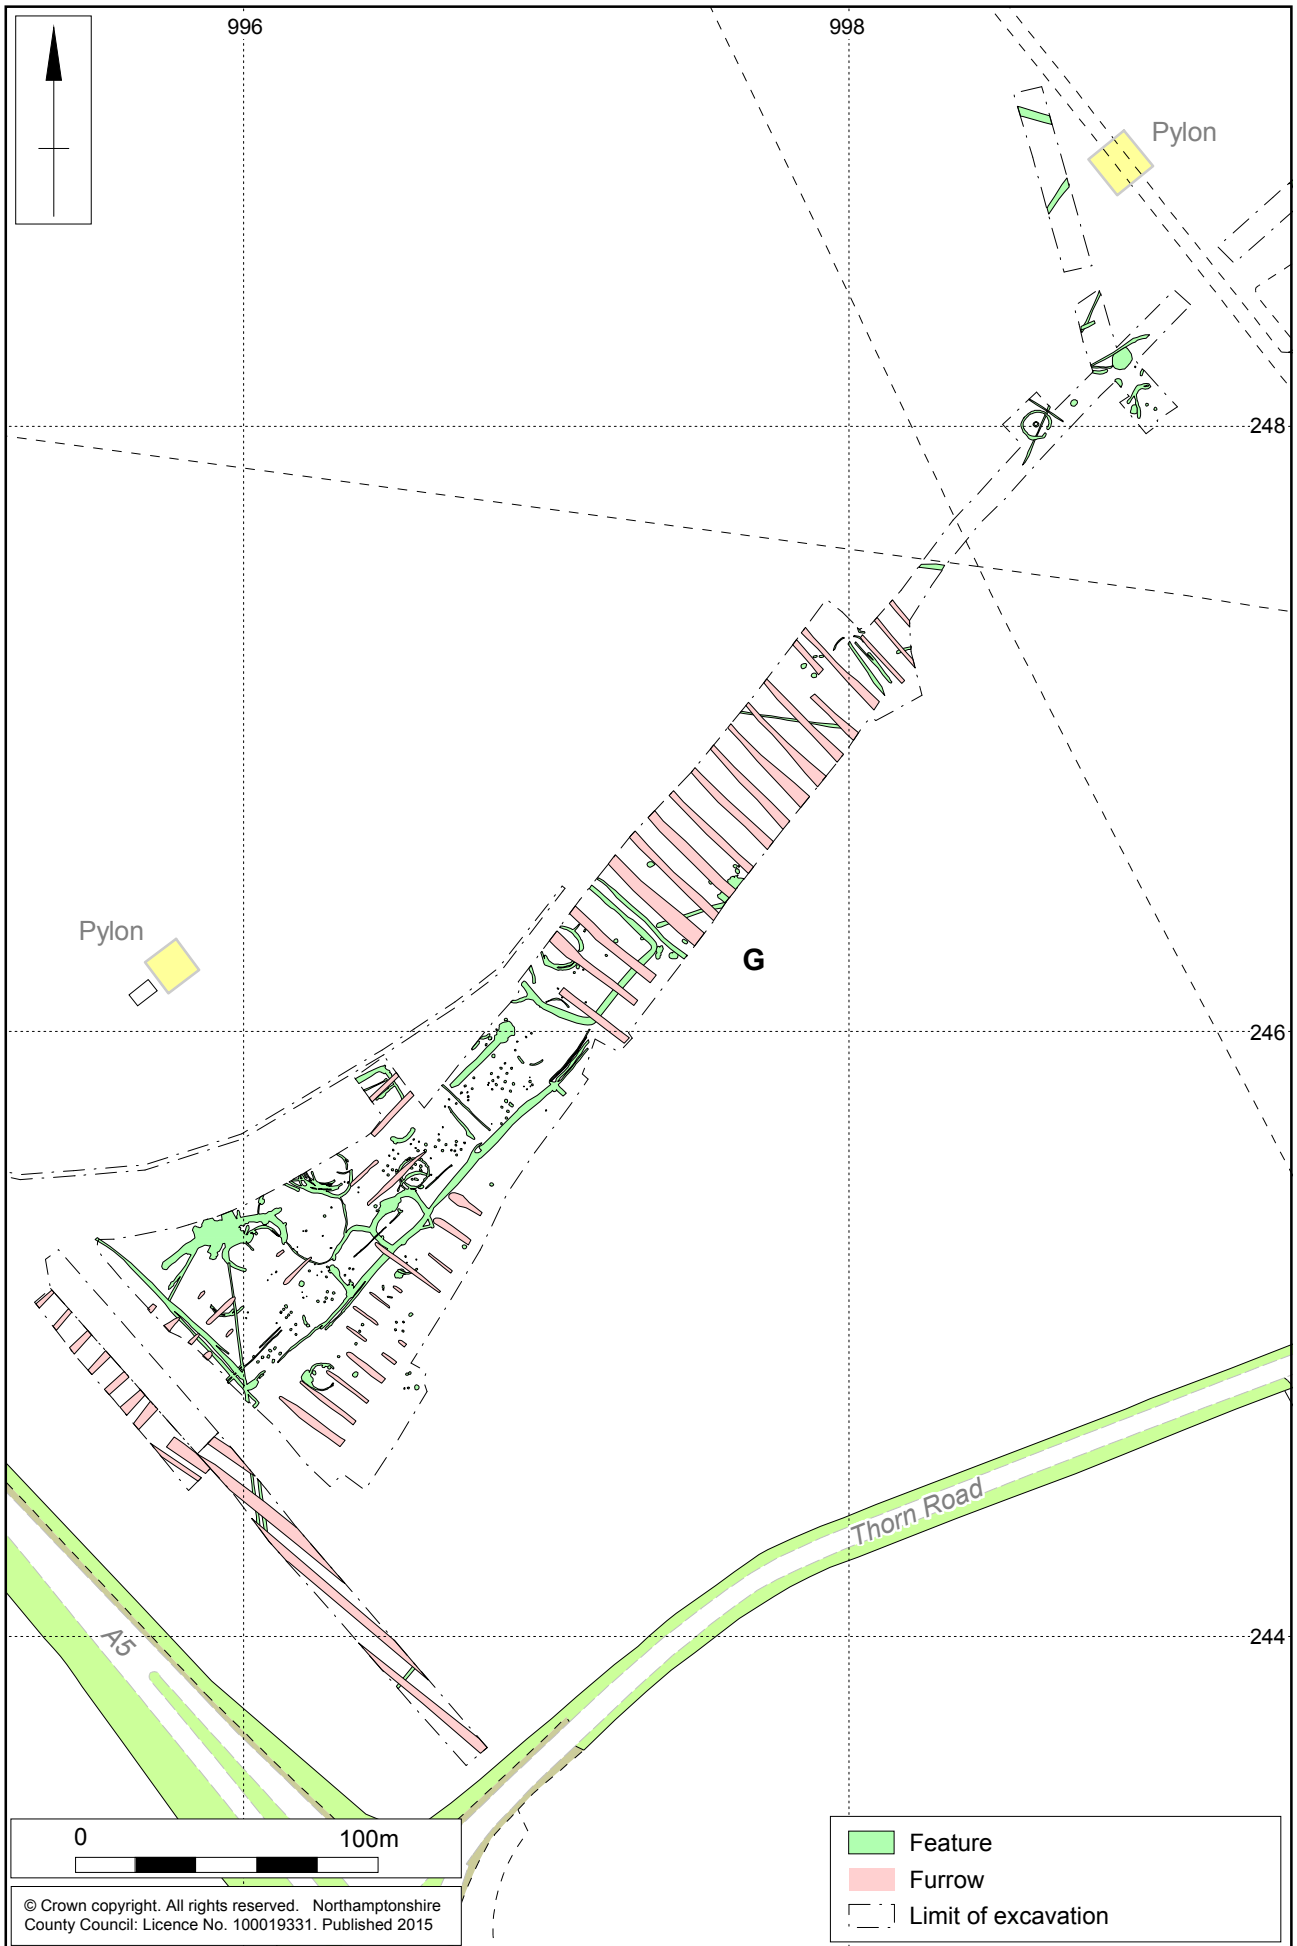 996
998
Pylon
248
Pylon
G
246
Thorn Road
244
A5
0 100m
Feature
Furrow
Limit of excavation
© Crown copyright. All rights reserved. Northamptonshire
County Council: Licence No. 100019331. Published 2015